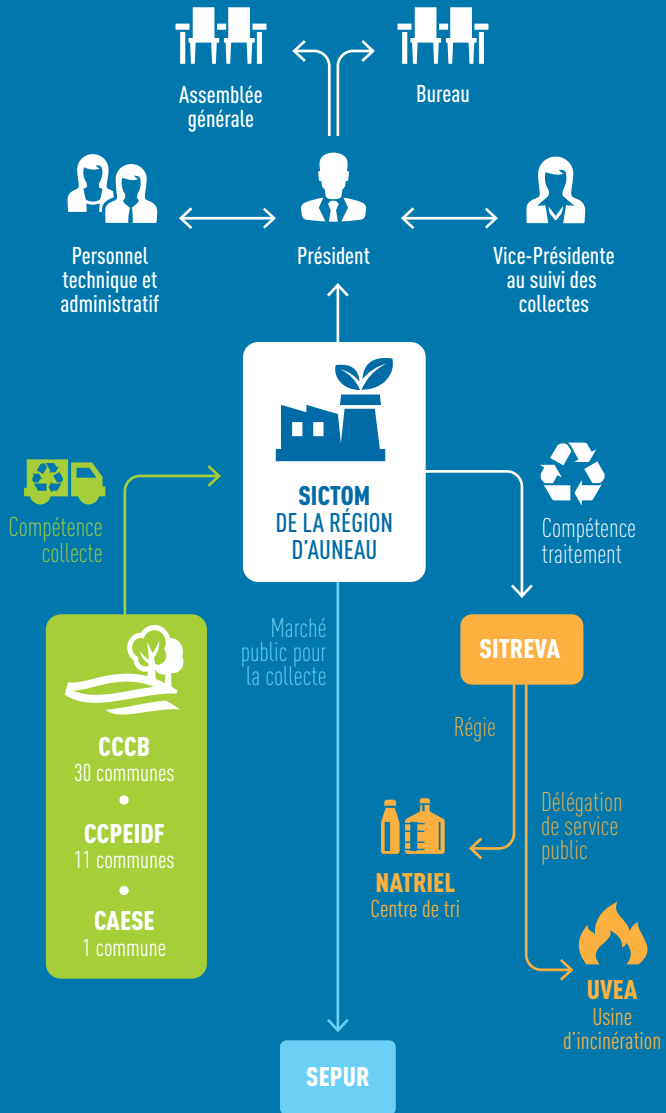 Assemblée
générale
Bureau
Personnel
technique et
administratif
Président
Vice-Présidente
au suivi des
collectes
SICTOM
DE LA RÉGION
D'AUNEAU
Compétence
collecte
Compétence
traitement
CCCB
30 communes
CCPEIDF
11 communes
CAESE
1 commune
Marché
public pour
la collecte
SITREVA
Régie
Délégation
de service
public
NATRIEL
Centre de tri
UVEA
Usine
d'incinération
SEPUR